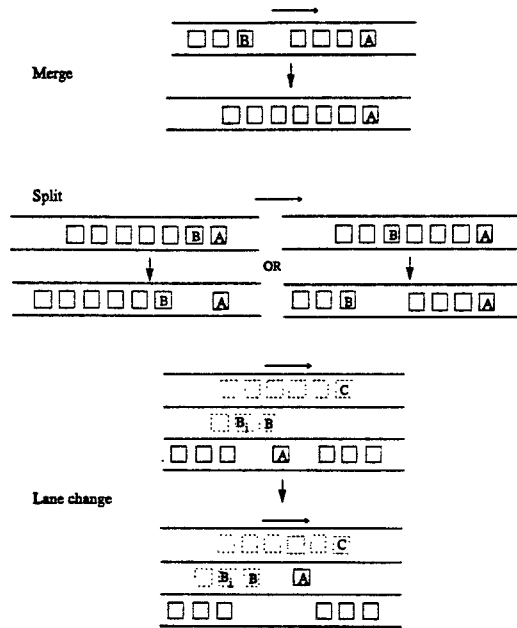 B A
Merge
A
Split
B A B A
OR
B A B A
C
B₁ B
A
Lane change
C
B₁ B A